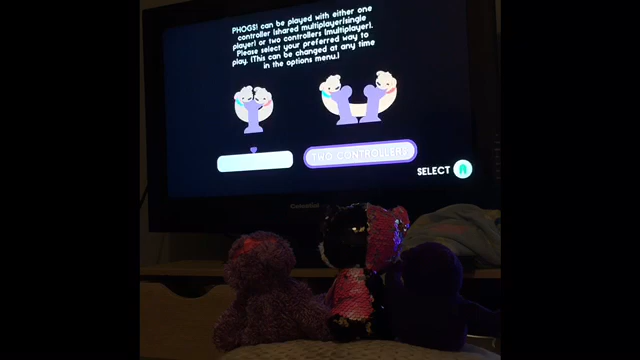 PHOGS! can be played with either one
controller (shared multiplayer/single
player) or two controllers (multiplayer).
Please select your preferred way to
play. (This can be changed at any time
in the options menu.)
TWO CONTROLLERS
SELECT